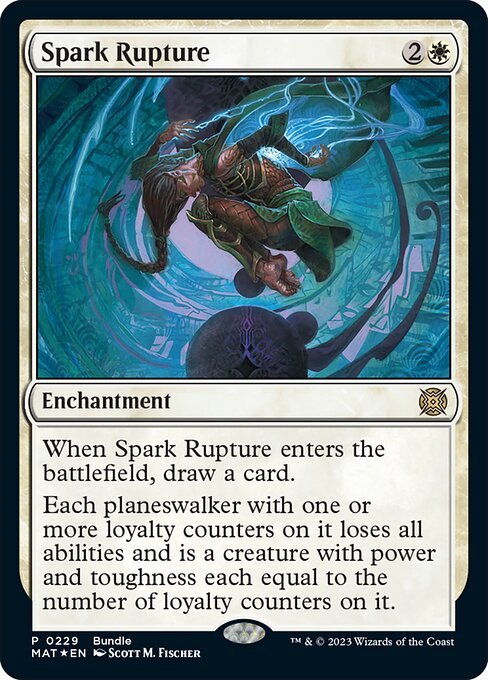 Spark Rupture 2
Enchantment
When Spark Rupture enters the
battlefield, draw a card.
Each planeswalker with one or
more loyalty counters on it loses all
abilities and is a creature with power
and toughness each equal to the
number of loyalty counters on it.
P 0229 Bundle
MAT★EN Scott M. Fischer
™ & © 2023 Wizards of the Coast